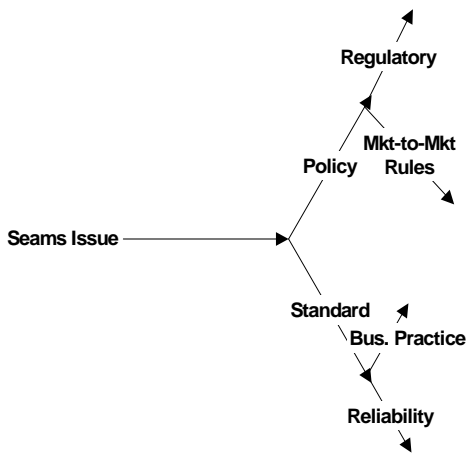 Regulatory
Mkt-to-Mkt
Rules
Policy
Seams Issue
Standard
Bus. Practice
Reliability